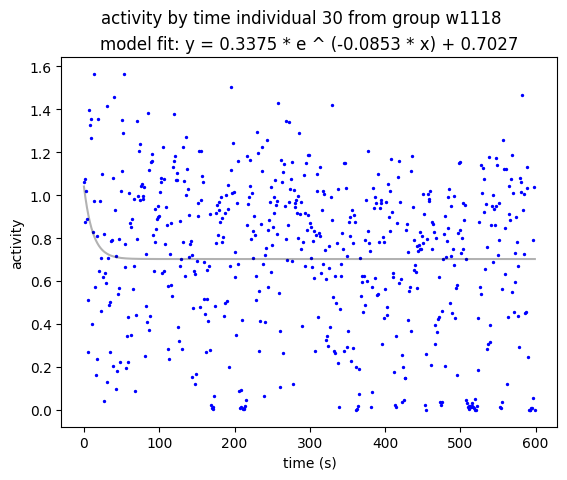 activity by time individual 30 from group w1118
model fit: y = 0.3375 * e ^ (-0.0853 * x) + 0.7027
1.6
1.4
1.2
1.0
0.8
0.6
0.4
0.2
0.0
activity
0 100 200 300 400 500 600
time (s)